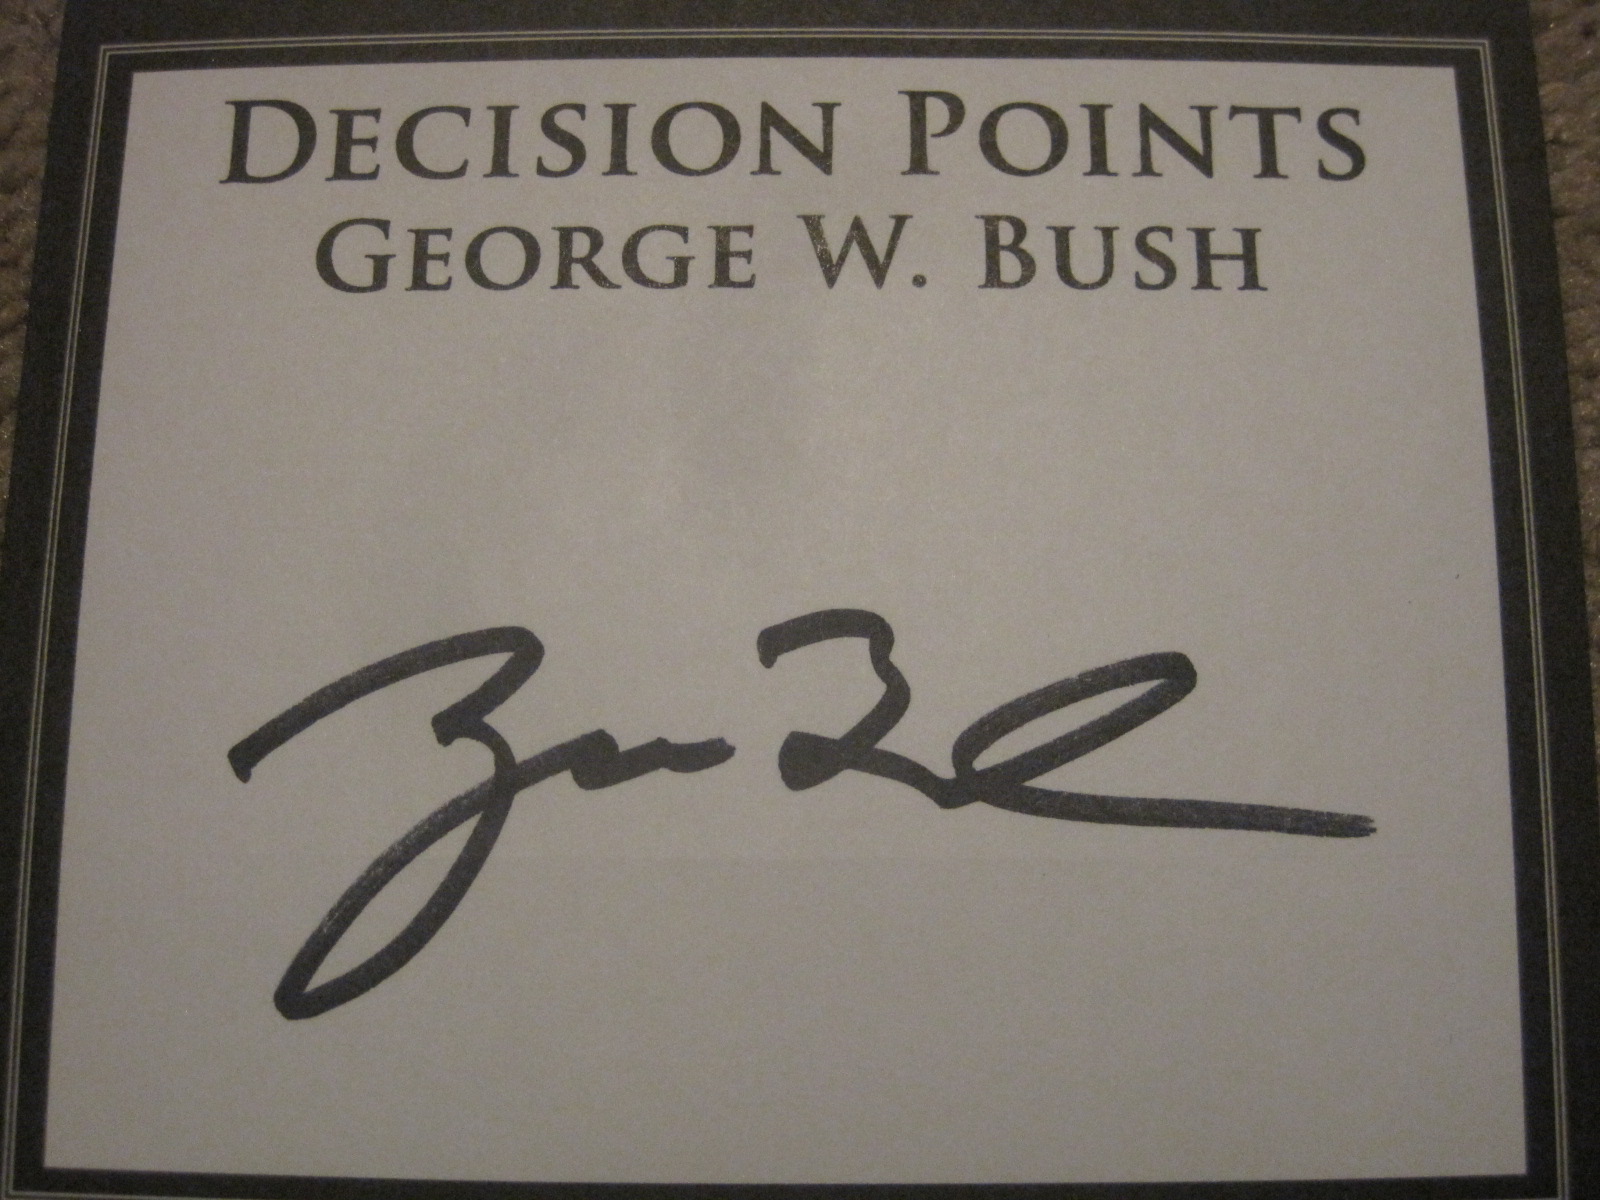 DECISION POINTS
GEORGE W. BUSH